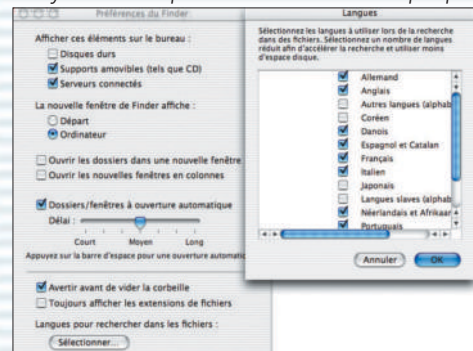 Préférences du Finder
Afficher ces éléments sur le bureau :
Disques durs
Supports amovibles (tels que CD)
Serveurs connectés
La nouvelle fenêtre de Finder affiche :
Départ
Ordinateur
Ouvrir les dossiers dans une nouvelle fenêtre
Ouvrir les nouvelles fenêtres en colonnes
Dossiers/fenêtres à ouverture automatique
Délai :
Court Moyen Long
Appuyez sur la barre d'espace pour une ouverture automatic
Avertir avant de vider la corbeille
Toujours afficher les extensions de fichiers
Langues pour rechercher dans les fichiers :
Sélectionner...
Langues
Sélectionnez les langues à utiliser lors de la recherche
dans des fichiers. Sélectionnez un nombre de langues
réduit afin d'accélérer la recherche et utiliser moins
d'espace disque.
Allemand
Anglais
Autres langues (alphab
Coréen
Danois
Espagnol et Catalan
Français
Italien
Japonais
Langues slaves (alphab
Néerlandais et Afrikaar
Portugais
Annuler OK